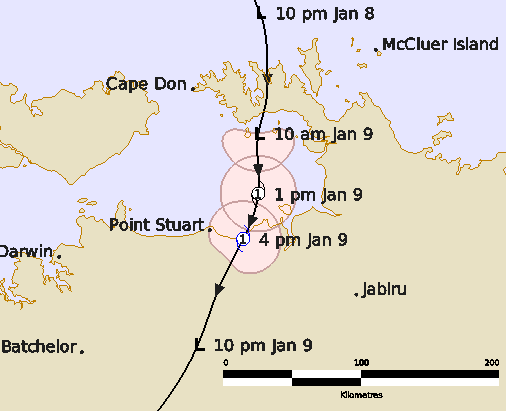 10 pm Jan 8
McCluer Island
Cape Don
L 10 am Jan 9
1 1 pm Jan 9
Point Stuart
1 4 pm Jan 9
Darwin
Jabiru
Batchelor
L 10 pm Jan 9
0 100 200
Kilometres